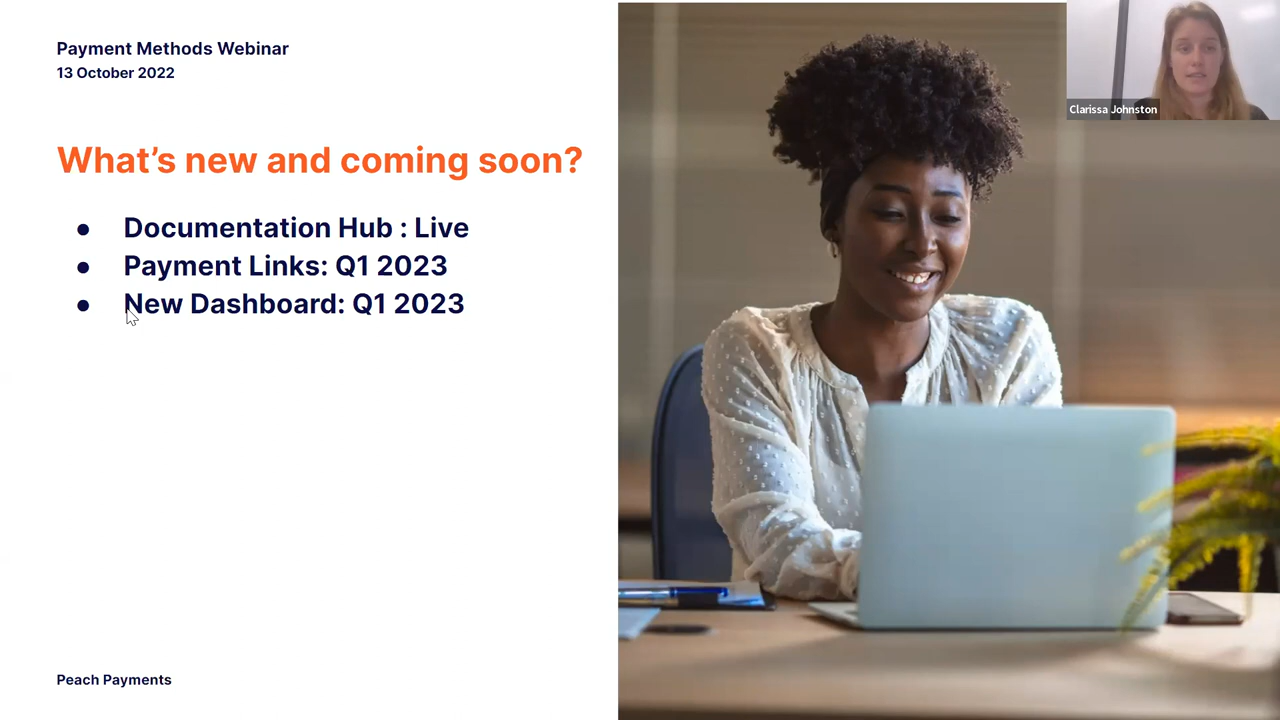 Payment Methods Webinar
13 October 2022
Clarissa Johnston
What's new and coming soon?
● Documentation Hub : Live
● Payment Links: Q1 2023
● New Dashboard: Q1 2023
Peach Payments